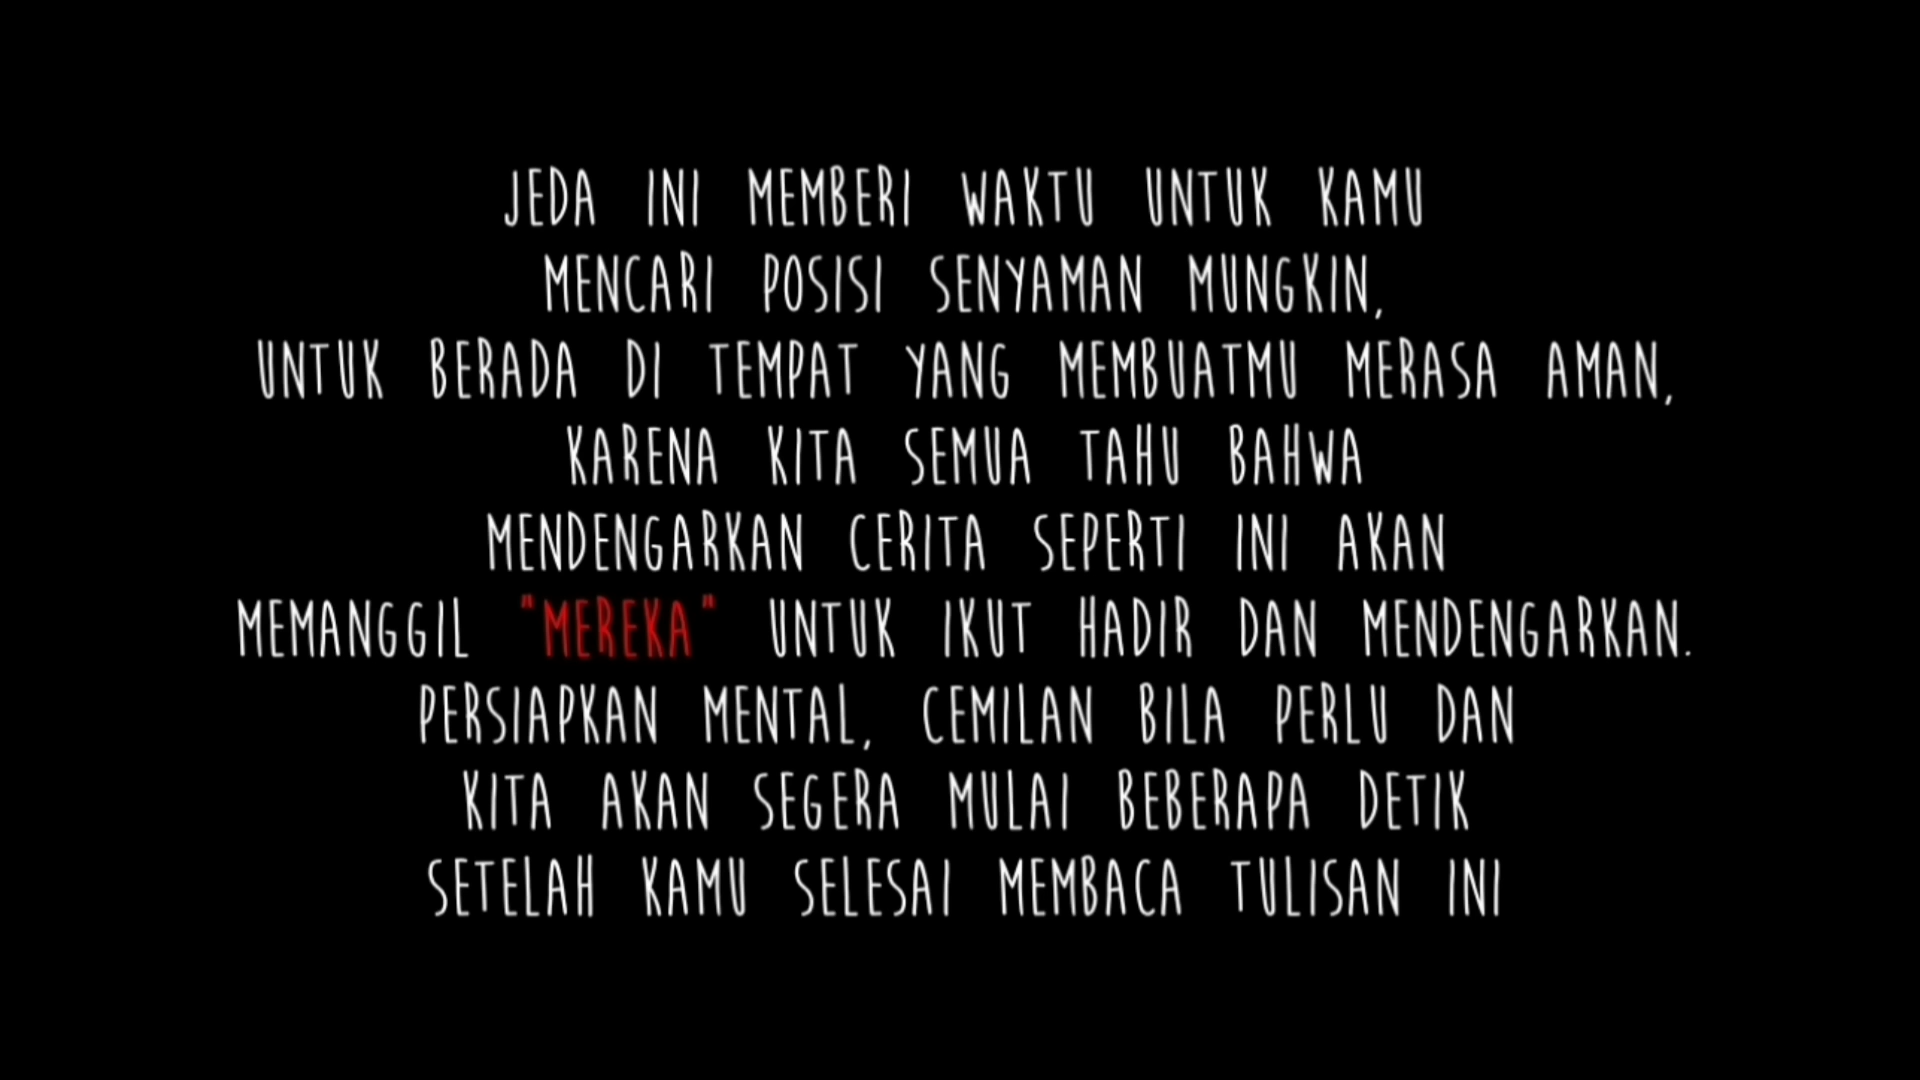 JEDA INI MEMBERI WAKTU UNTUK KAMU
MENCARI POSISI SENYAMAN MUNGKIN,
UNTUK BERADA DI TEMPAT YANG MEMBUATMU MERASA AMAN,
KARENA KITA SEMUA TAHU BAHWA
MENDENGARKAN CERITA SEPERTI INI AKAN
MEMANGGIL "MEREKA" UNTUK IKUT HADIR DAN MENDENGARKAN.
PERSIAPKAN MENTAL, CEMILAN BILA PERLU DAN
KITA AKAN SEGERA MULAI BEBERAPA DETIK
SETELAH KAMU SELESAI MEMBACA TULISAN INI